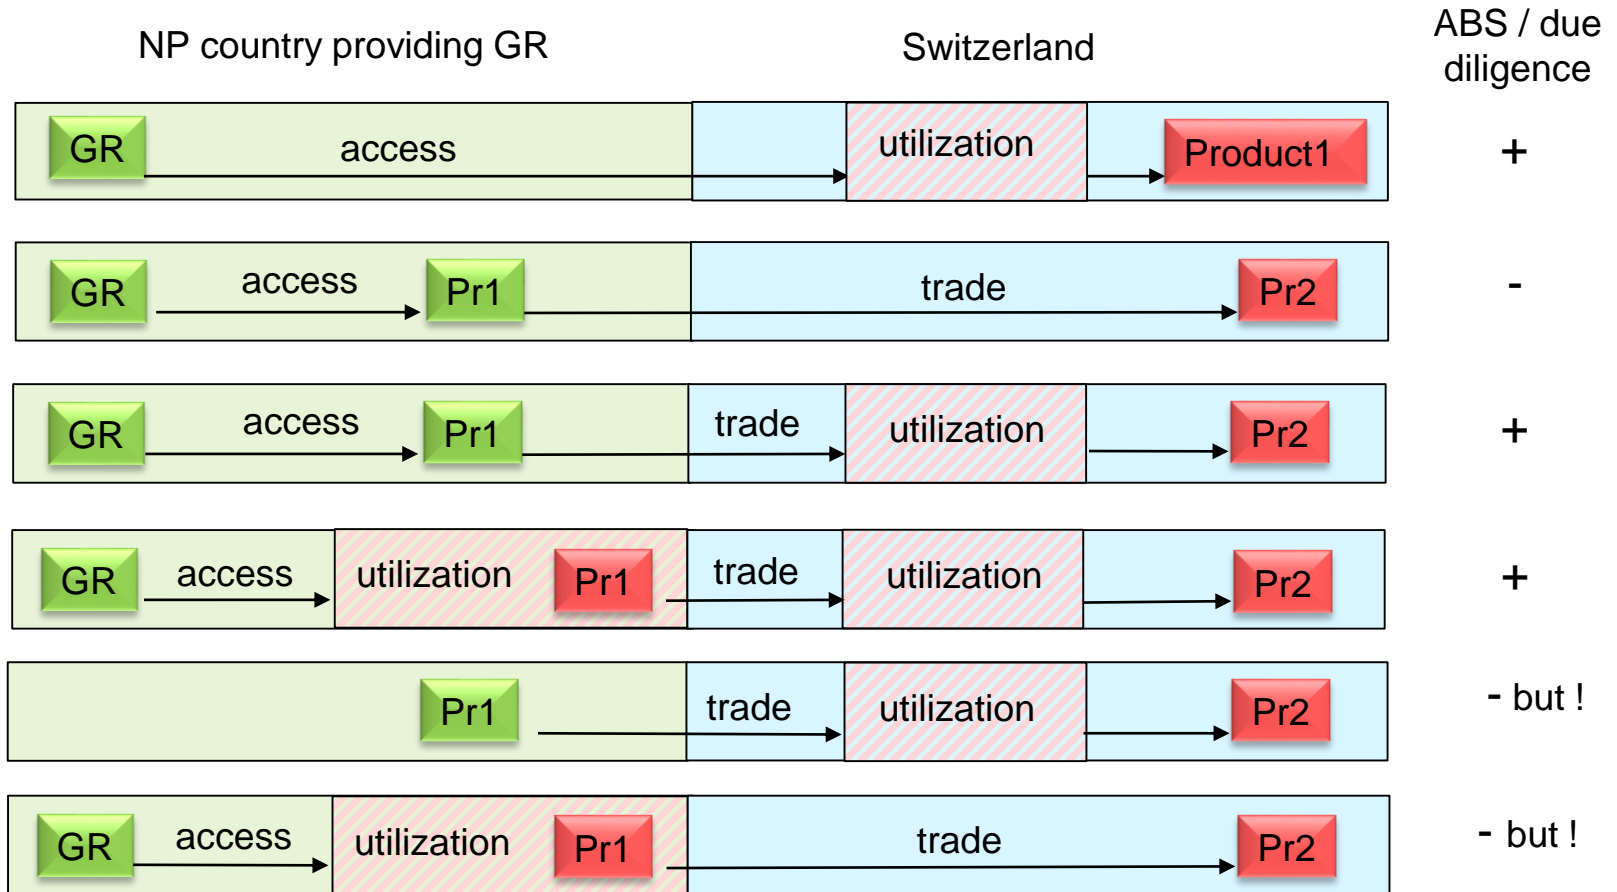 NP country providing GR
Switzerland
ABS / due
diligence
GR
access
utilization
Product1
+
GR
access
Pr1
trade
Pr2
-
GR
access
Pr1
trade
utilization
Pr2
+
GR
access
utilization
Pr1
trade
utilization
Pr2
+
Pr1
trade
utilization
Pr2
- but !
GR
access
utilization
Pr1
trade
Pr2
- but !